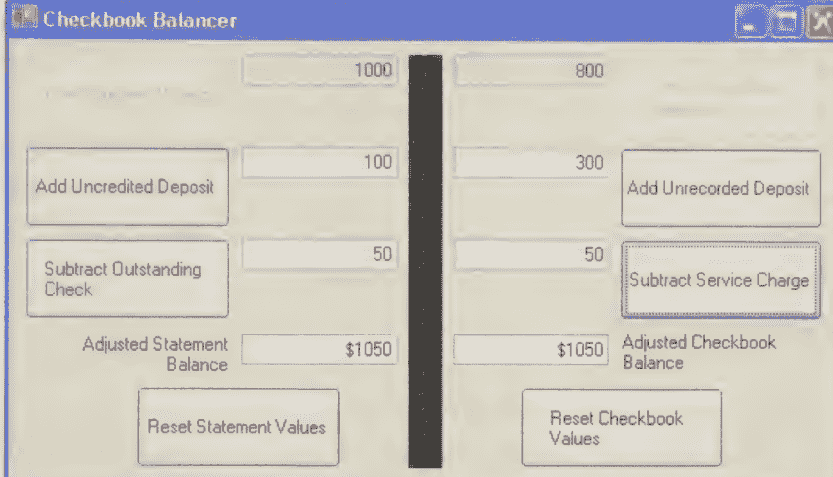 Checkbook Balancer
1000
800
Add Uncredited Deposit
100
300
Add Unrecorded Deposit
Subtract Outstanding
Check
50
50
Subtract Service Charge
Adjusted Statement
Balance
$1050
$1050
Adjusted Checkbook
Balance
Reset Statement Values
Reset Checkbook
Values